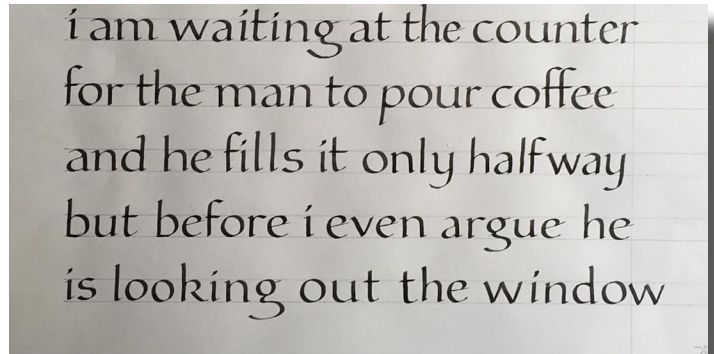 i am waiting at the counter
for the man to pour coffee
and he fills it only halfway
but before i even argue he
is looking out the window